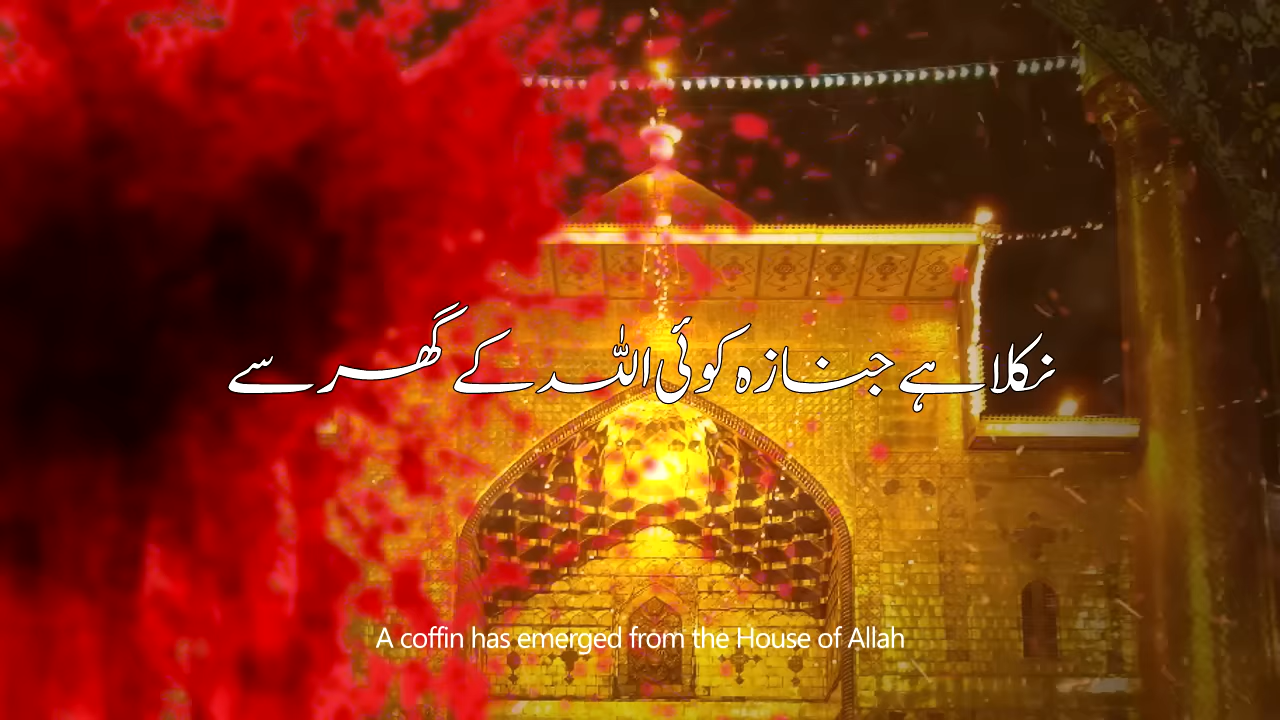 نکلا ہے جنازہ کوئی اللہ کے گھر سے
A coffin has emerged from the House of Allah